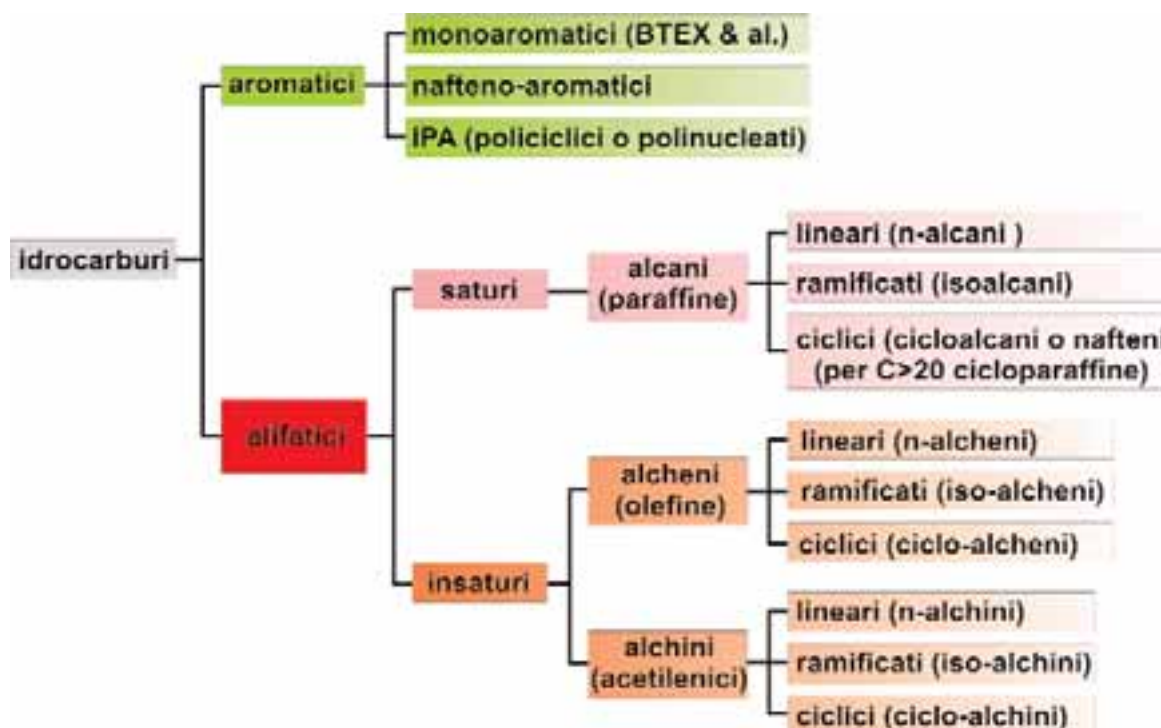 monoaromatici (BTEX & al.)
aromatici
nafteno-aromatici
IPA (policiclici o polinucleati)
idrocarburi
lineari (n-alcani )
saturi
alcani
(paraffine)
ramificati (isoalcani)
ciclici (cicloalcani o nafteni
(per C>20 cicloparaffine)
alifatici
lineari (n-alcheni)
alcheni
(olefine)
ramificati (iso-alcheni)
ciclici (ciclo-alcheni)
insaturi
lineari (n-alchini)
alchini
(acetilenici)
ramificati (iso-alchini)
ciclici (ciclo-alchini)